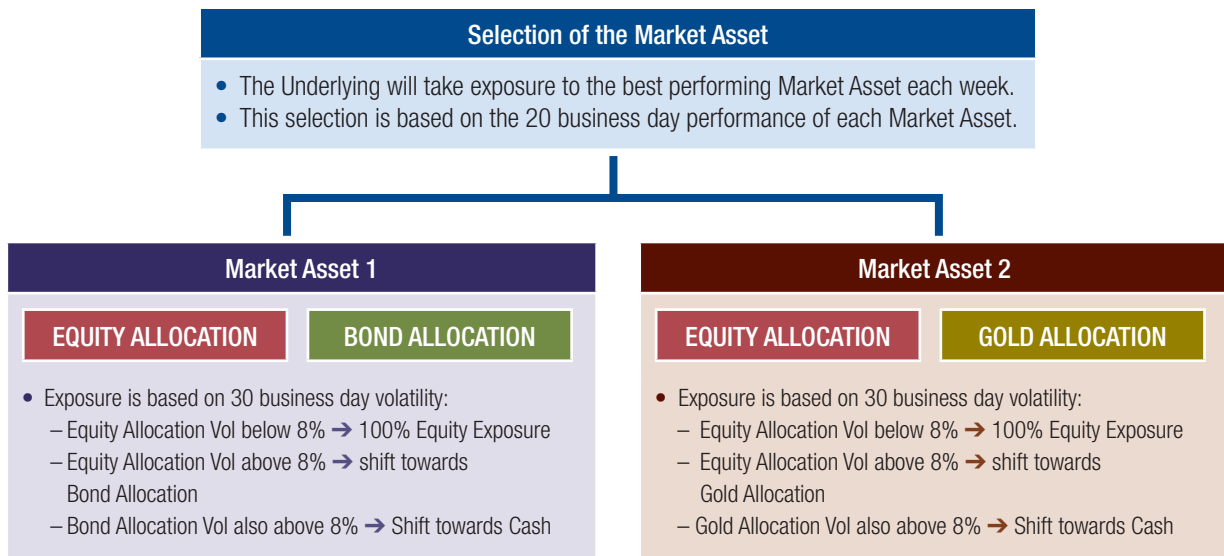 Selection of the Market Asset
• The Underlying will take exposure to the best performing Market Asset each week.
• This selection is based on the 20 business day performance of each Market Asset.
Market Asset 1
EQUITY ALLOCATION
BOND ALLOCATION
• Exposure is based on 30 business day volatility:
– Equity Allocation Vol below 8% ➔ 100% Equity Exposure
– Equity Allocation Vol above 8% ➔ shift towards
Bond Allocation
– Bond Allocation Vol also above 8% ➔ Shift towards Cash
Market Asset 2
EQUITY ALLOCATION
GOLD ALLOCATION
• Exposure is based on 30 business day volatility:
– Equity Allocation Vol below 8% ➔ 100% Equity Exposure
– Equity Allocation Vol above 8% ➔ shift towards
Gold Allocation
– Gold Allocation Vol also above 8% ➔ Shift towards Cash